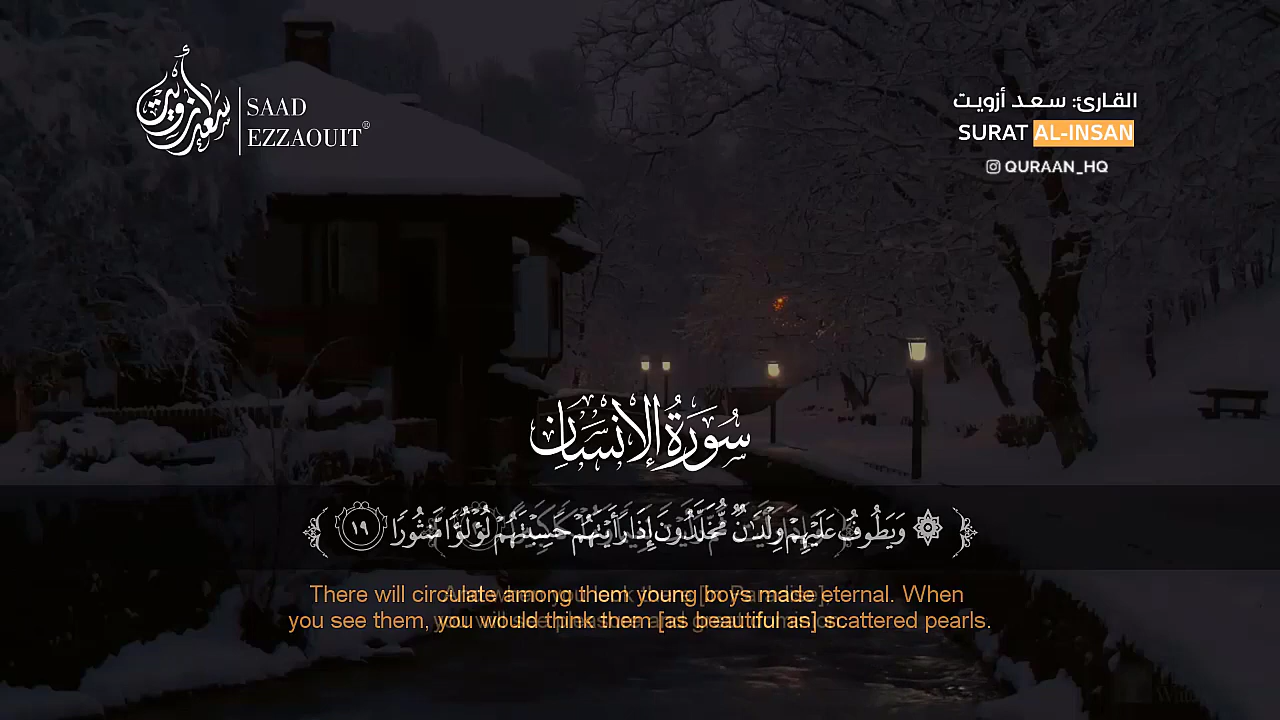 سعد أزويت
SAAD
EZZAOUIT®
القارئ: سعد أزويت
SURAT AL-INSAN
QURAAN_HQ
سُورَةُ الإِنسَانِ
۞ وَيَطُوفُ عَلَيْهِمْ وِلْدَٰنٌ مُّخَلَّدُونَ إِذَا رَأَيْتَهُمْ حَسِبْتَهُمْ لُؤْلُؤًا مَّنثُورًا ١٩
There will circulate among them young boys made eternal. When
you see them, you would think them [as beautiful as] scattered pearls.